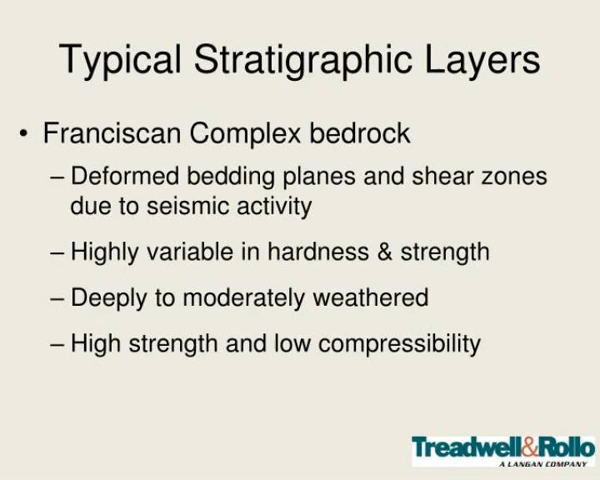 Typical Stratigraphic Layers
• Franciscan Complex bedrock
– Deformed bedding planes and shear zones
due to seismic activity
– Highly variable in hardness & strength
– Deeply to moderately weathered
– High strength and low compressibility
Treadwell&Rollo
A LANGAN COMPANY